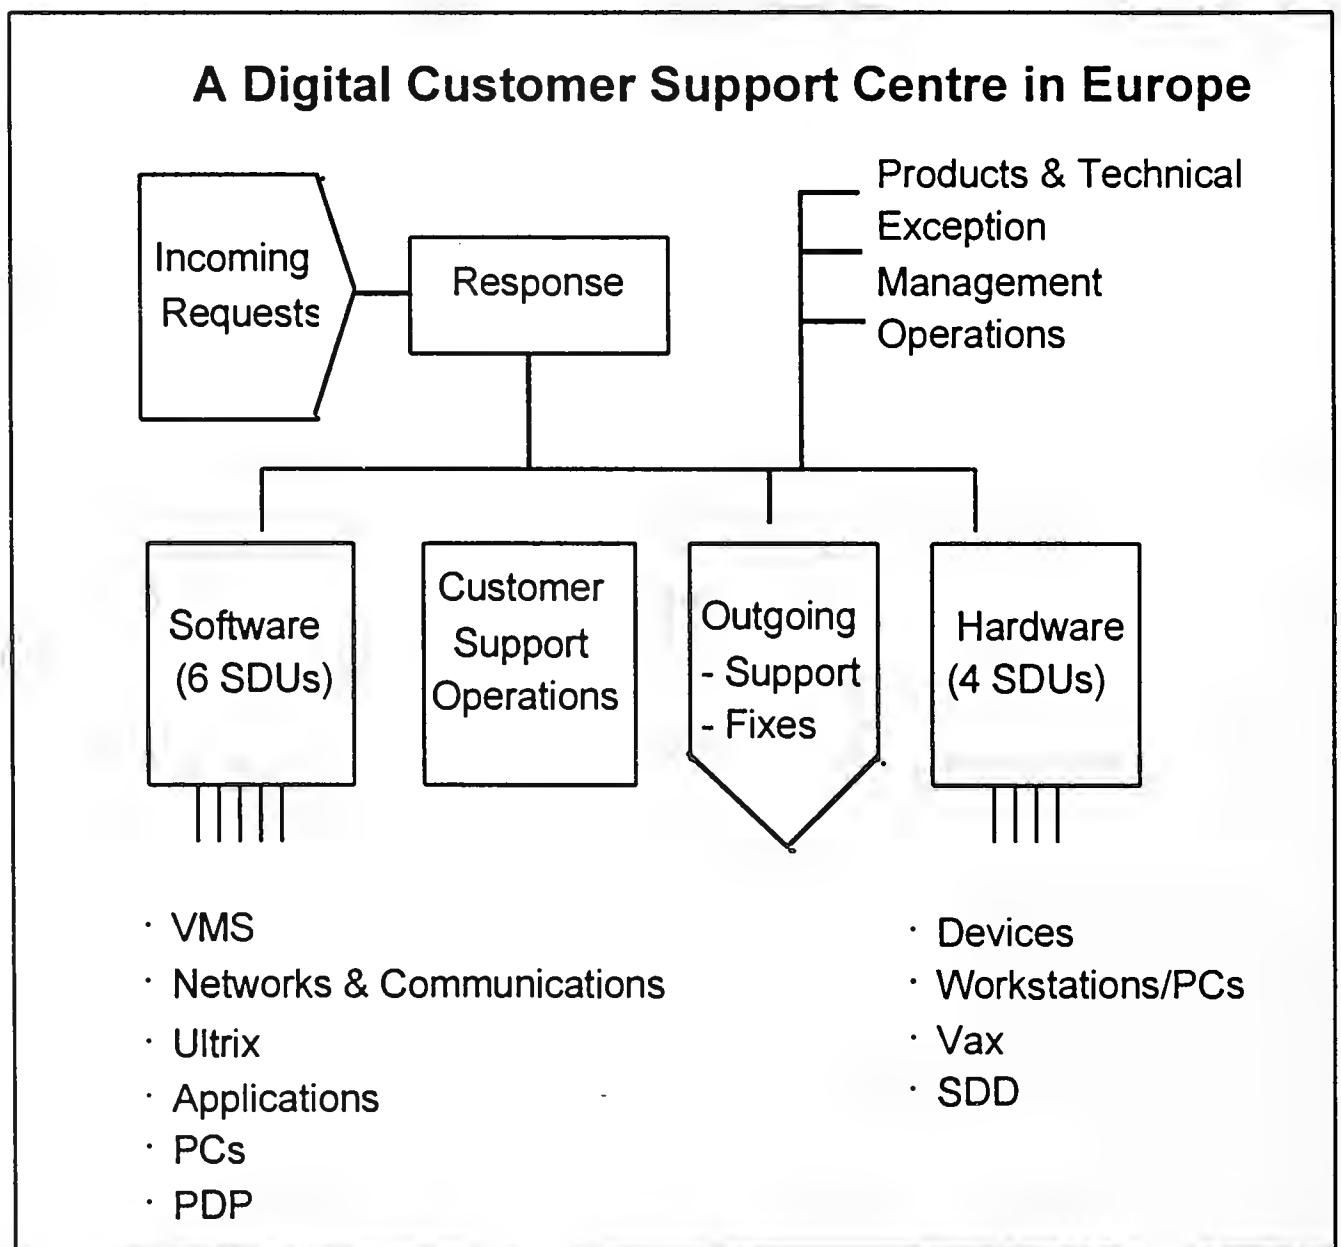 A Digital Customer Support Centre in Europe
Incoming
Requests
Response
Products & Technical
Exception
Management
Operations
Software
(6 SDUs)
Customer
Support
Operations
Outgoing
- Support
- Fixes
Hardware
(4 SDUs)
· VMS
· Networks & Communications
· Ultrix
· Applications
· PCs
· PDP
· Devices
· Workstations/PCs
· Vax
· SDD